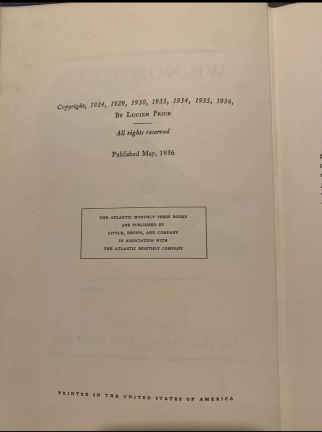 Copyright, 1924, 1929, 1930, 1933, 1934, 1935, 1936,
BY LUCIEN PRICE
All rights reserved
Published May, 1936
THE ATLANTIC MONTHLY PRESS BOOKS
ARE PUBLISHED BY
LITTLE, BROWN, AND COMPANY
IN ASSOCIATION WITH
THE ATLANTIC MONTHLY COMPANY
PRINTED IN THE UNITED STATES OF AMERICA